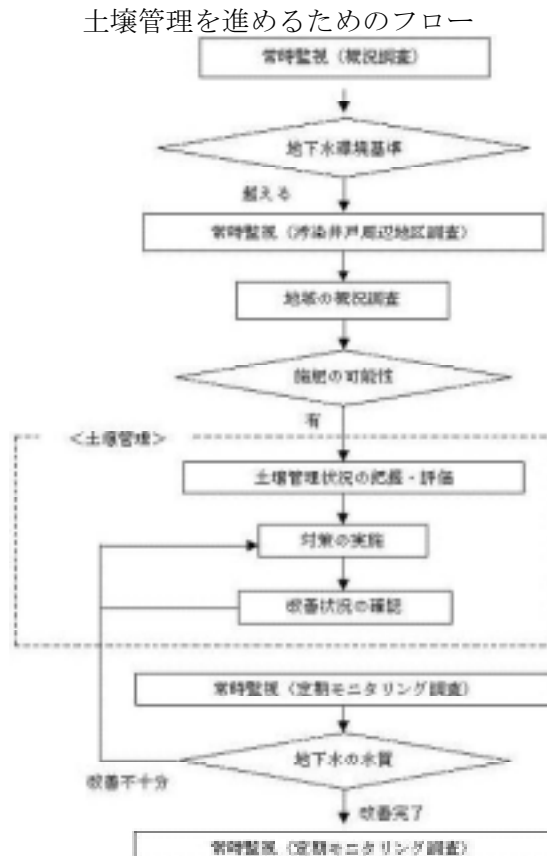 土壌管理を進めるためのフロー
常時監視（概況調査）
地下水環境基準
超える
常時監視（汚染井戸周辺地区調査）
地域の概況調査
施肥の可能性
有
＜土壌管理＞
土壌管理状況の把握・評価
対策の実施
改善状況の確認
常時監視（定期モニタリング調査）
地下水の水質
改善不十分
改善完了
常時監視（定期モニタリング調査）